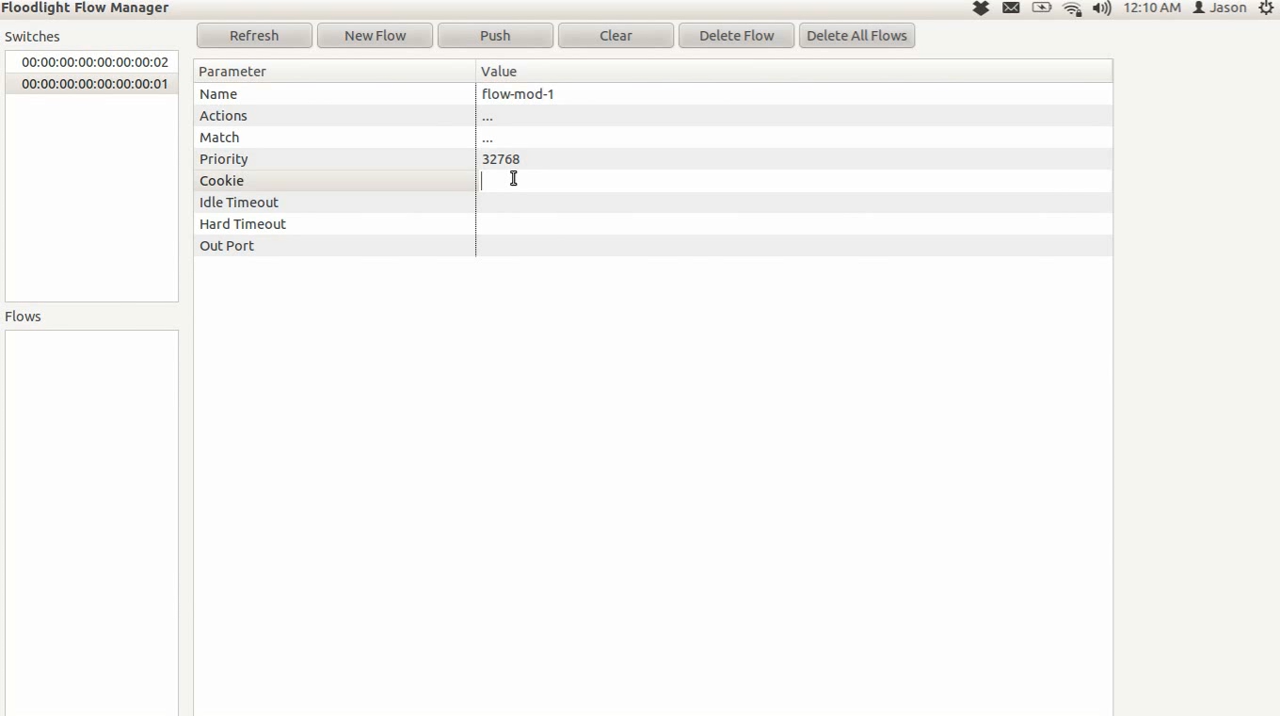 Floodlight Flow Manager
12:10 AM Jason
Switches
Refresh New Flow Push Clear Delete Flow Delete All Flows
00:00:00:00:00:00:00:02
00:00:00:00:00:00:00:01
Parameter Value
Name flow-mod-1
Actions ...
Match ...
Priority 32768
Cookie
Idle Timeout
Hard Timeout
Out Port
Flows